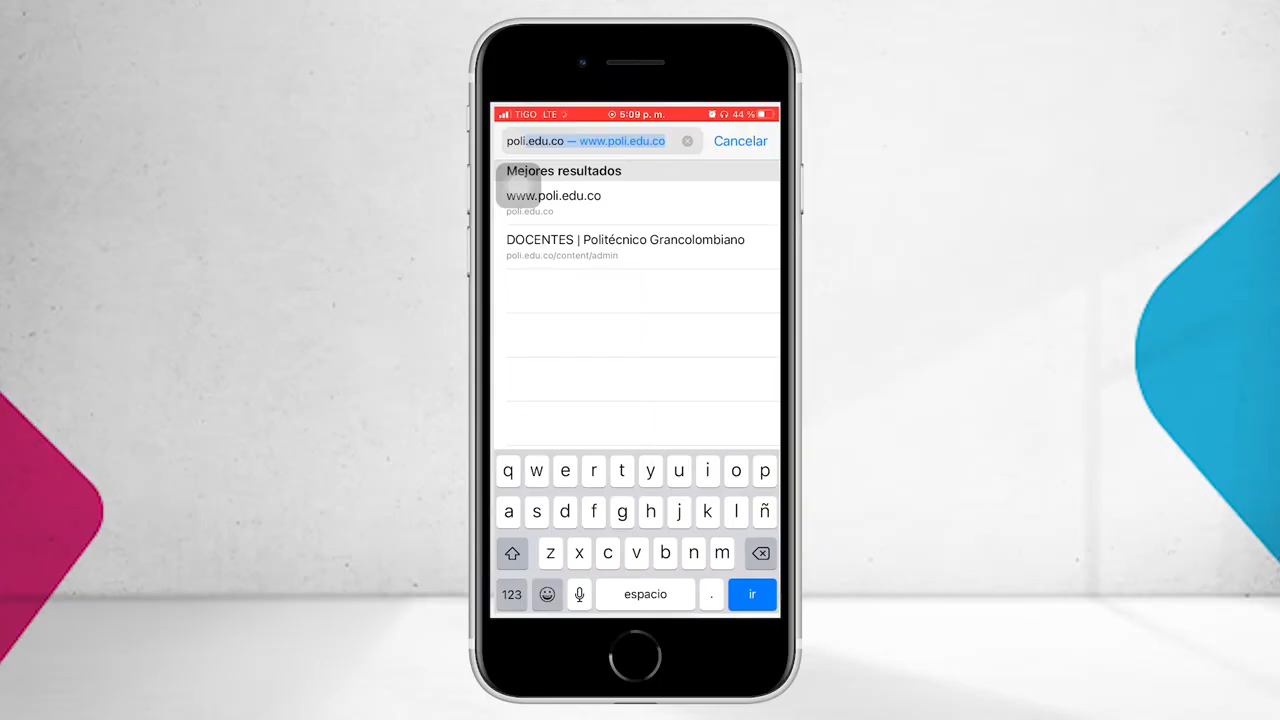 TIGO LTE 5:09 p. m. 44 %
poli.edu.co — www.poli.edu.co Cancelar
Mejores resultados
www.poli.edu.co
poli.edu.co
DOCENTES | Politécnico Grancolombiano
poli.edu.co/content/admin
q w e r t y u i o p
a s d f g h j k l ñ
z x c v b n m
123 espacio . ir